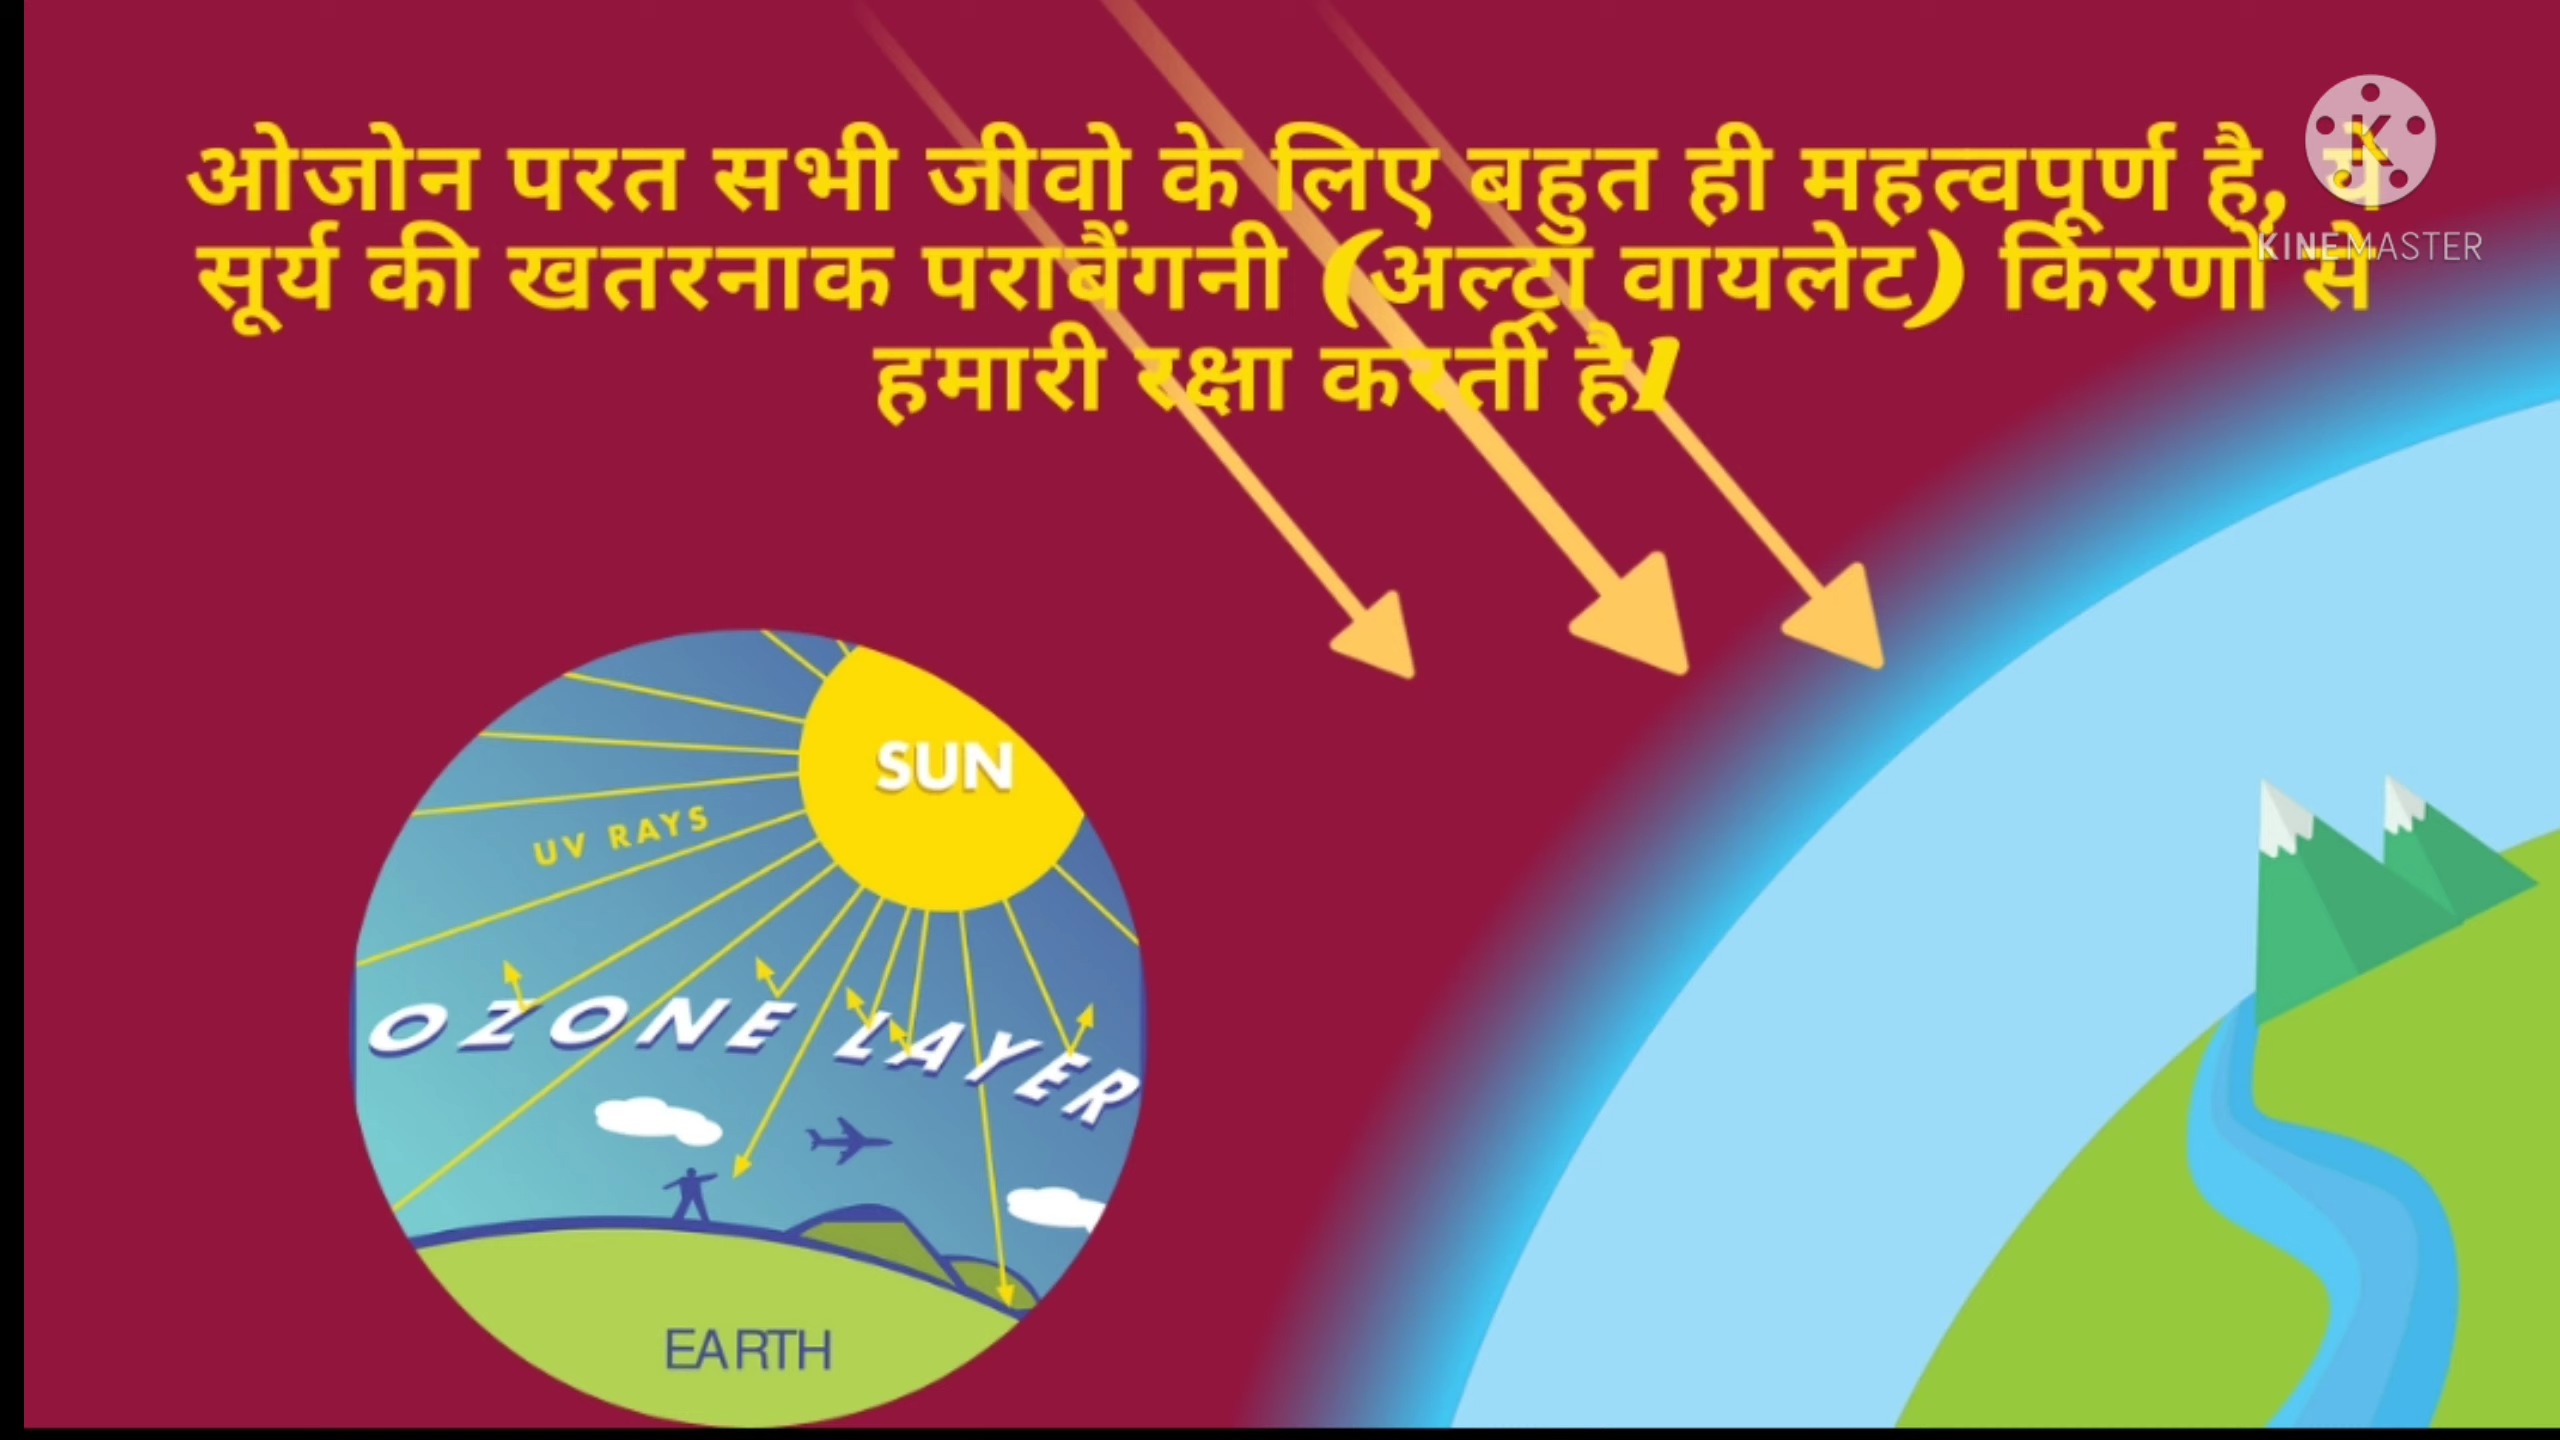 ओजोन परत सभी जीवो के लिए बहुत ही महत्वपूर्ण है, ये
सूर्य की खतरनाक पराबैंगनी (अल्ट्रा वायलेट) किरणों से
हमारी रक्षा करती है।
K
KINEMASTER
SUN
UV RAYS
OZONE LAYER
EARTH